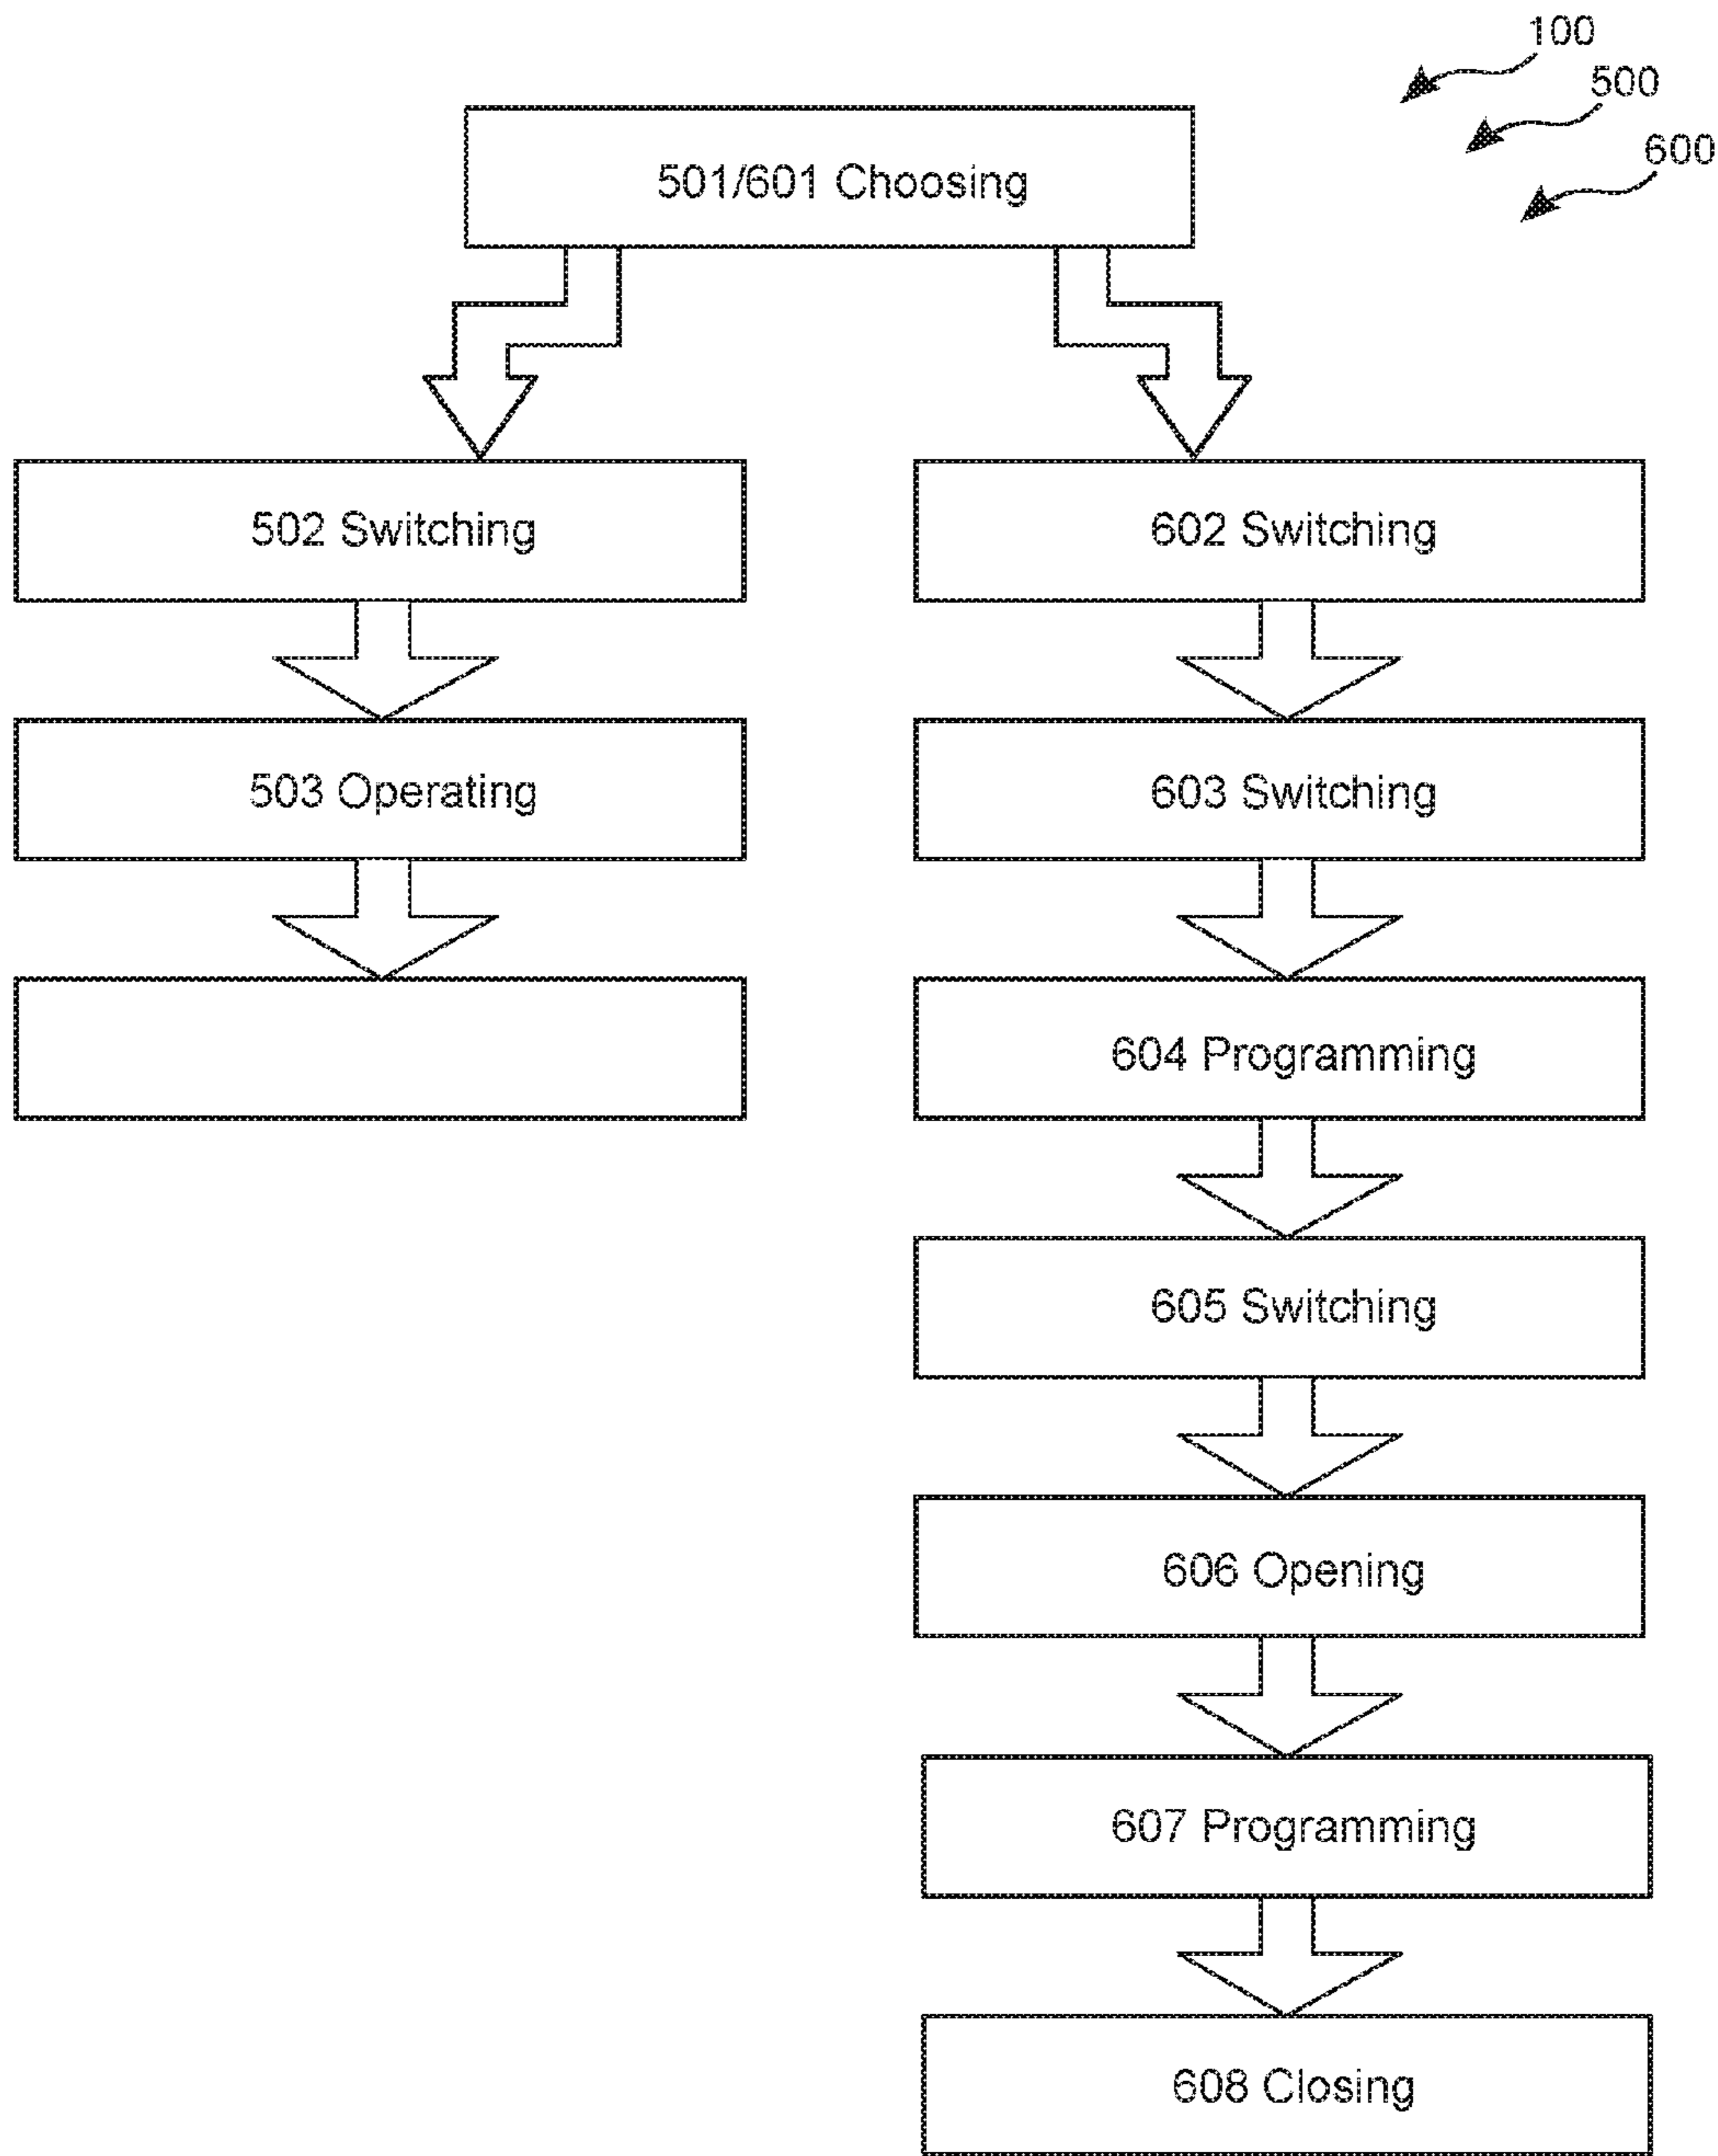 100
500
600
501/601 Choosing
502 Switching
602 Switching
503 Operating
603 Switching
604 Programming
605 Switching
606 Opening
607 Programming
608 Closing